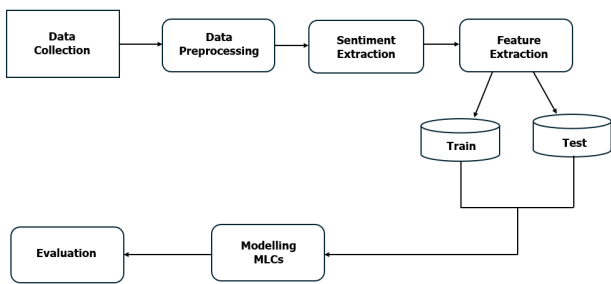 Data
Collection
Data
Preprocessing
Sentiment
Extraction
Feature
Extraction
Train
Test
Modelling
MLCs
Evaluation